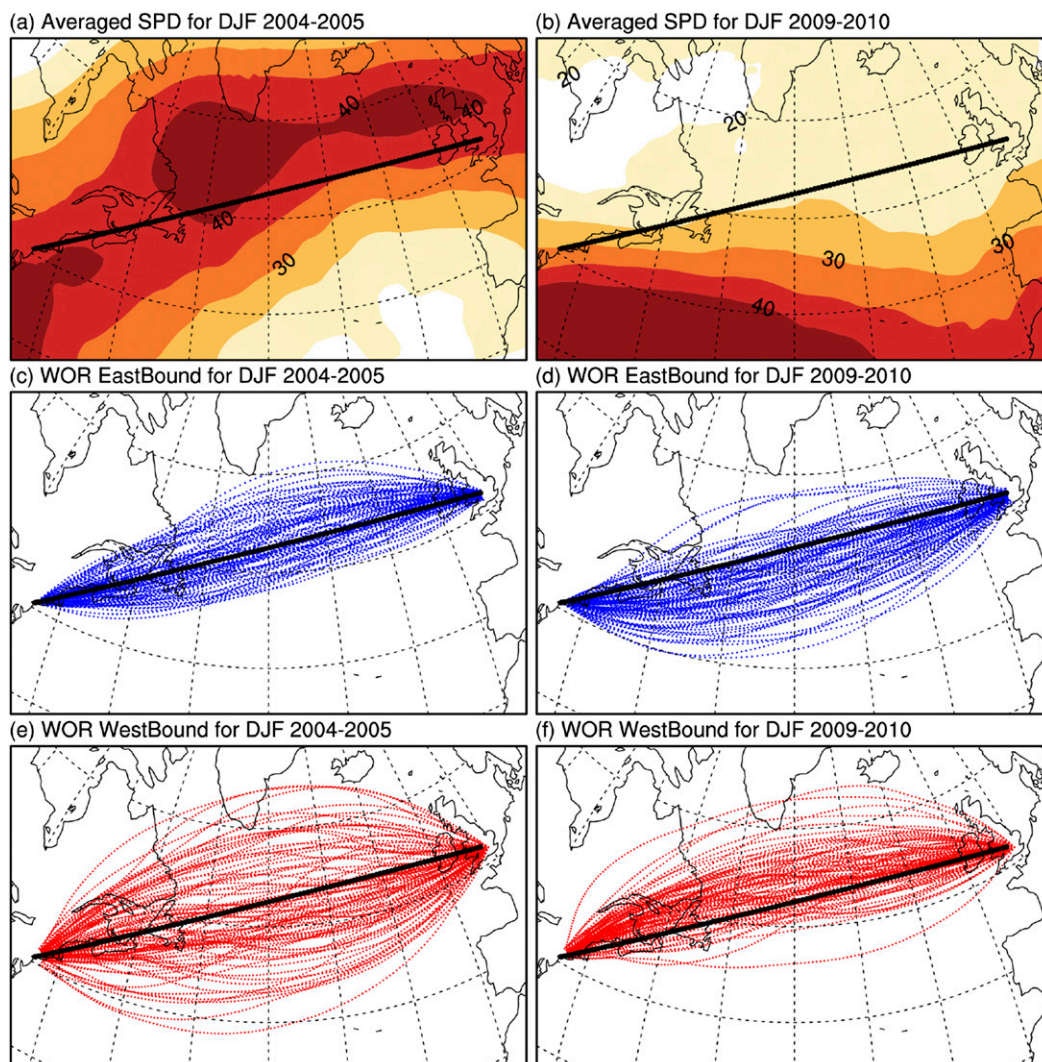 (a) Averaged SPD for DJF 2004-2005
(b) Averaged SPD for DJF 2009-2010
40
40
40
30
20
20
30
30
40
(c) WOR EastBound for DJF 2004-2005
(d) WOR EastBound for DJF 2009-2010
(e) WOR WestBound for DJF 2004-2005
(f) WOR WestBound for DJF 2009-2010